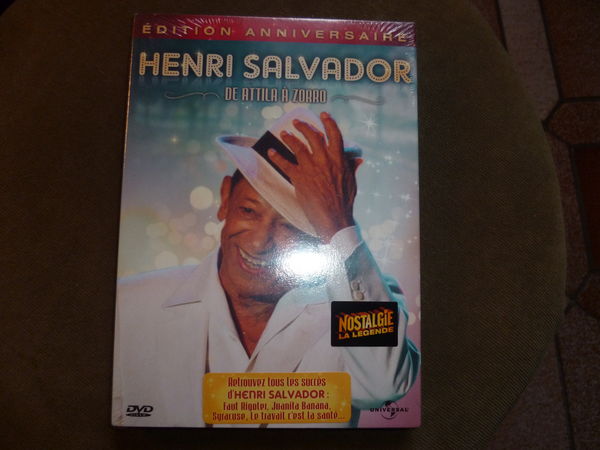 ÉDITION ANNIVERSAIRE
HENRI SALVADOR
DE ATTILA À ZORRO
NOSTALGIE
LA LÉGENDE
Retrouvez tous les succès
d'HENRI SALVADOR :
Faut Rigoler, Juanita Banana,
Syracuse, Le travail c'est la santé...
DVD
VIDEO
UNIVERSAL